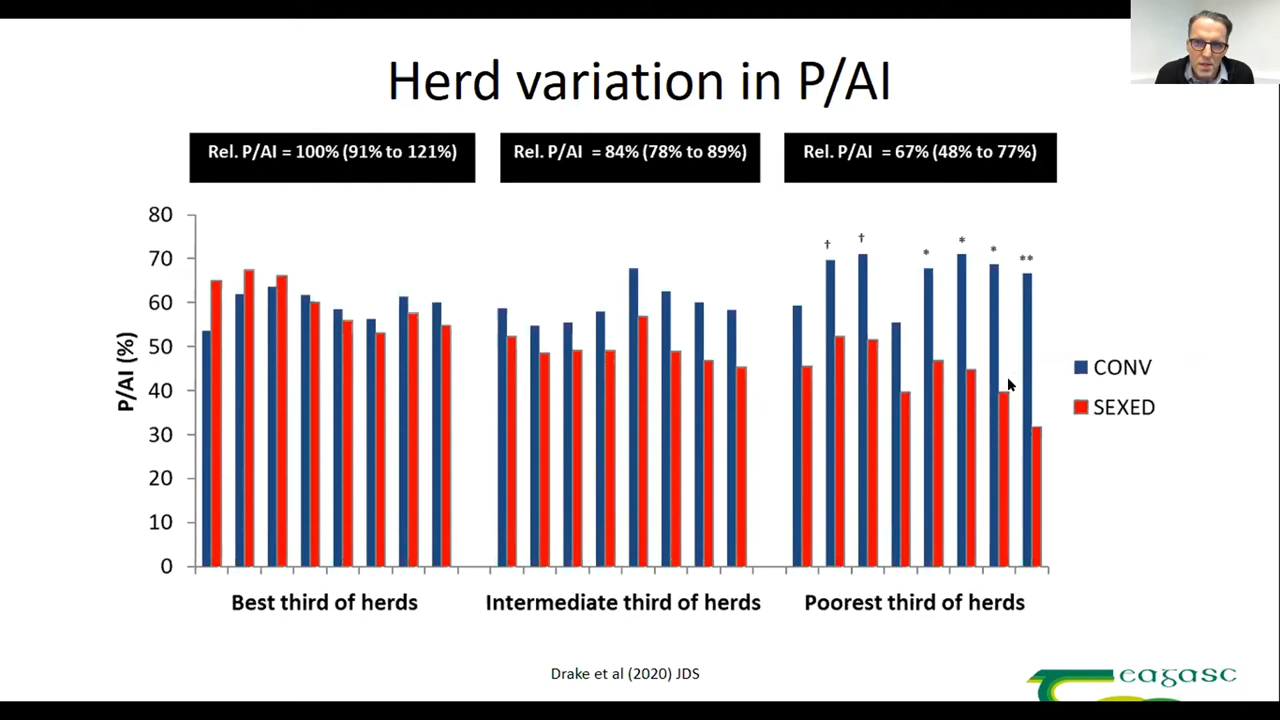 Herd variation in P/AI
Rel. P/AI = 100% (91% to 121%)
Rel. P/AI = 84% (78% to 89%)
Rel. P/AI = 67% (48% to 77%)
P/AI (%)
80
70
60
50
40
30
20
10
0
† † * * * **
CONV
SEXED
Best third of herds
Intermediate third of herds
Poorest third of herds
Drake et al (2020) JDS
Teagasc